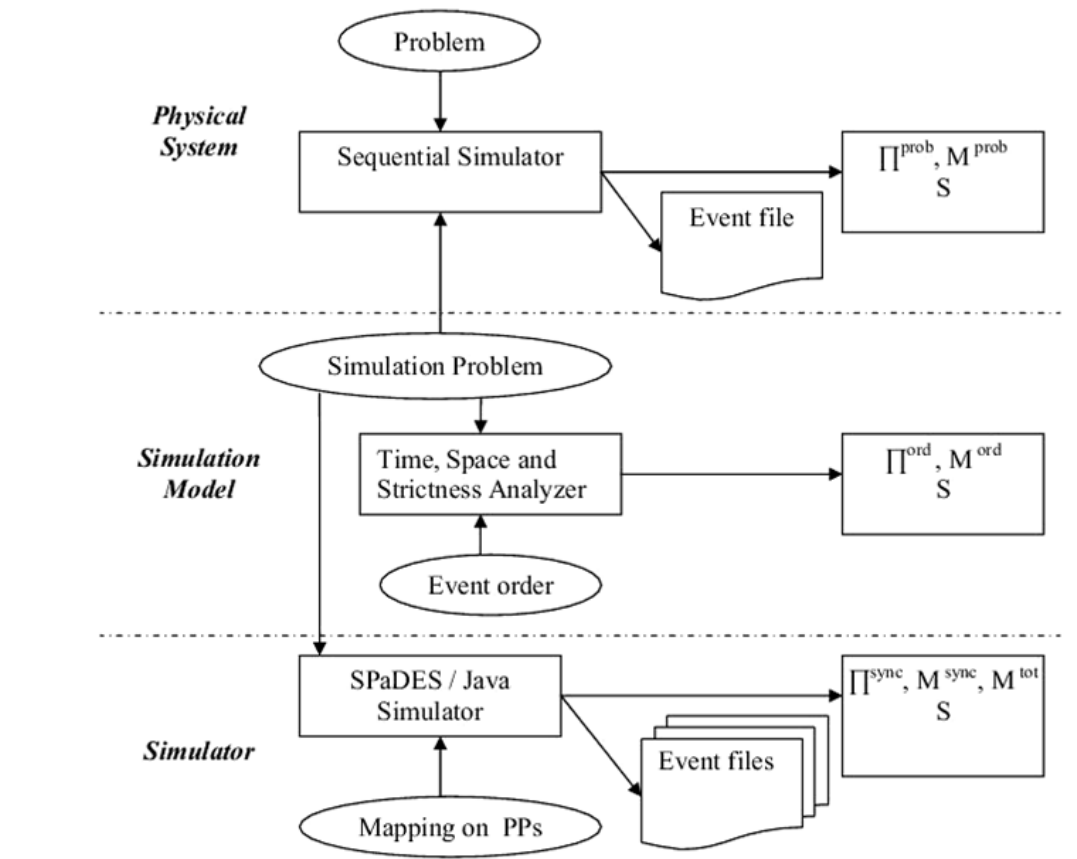 Problem
Physical
System
Sequential Simulator
∏prob, M prob
S
Event file
Simulation Problem
Simulation
Model
Time, Space and
Strictness Analyzer
∏ord, M ord
S
Event order
SPaDES / Java
Simulator
∏sync, M sync, M tot
S
Simulator
Event files
Mapping on PPs